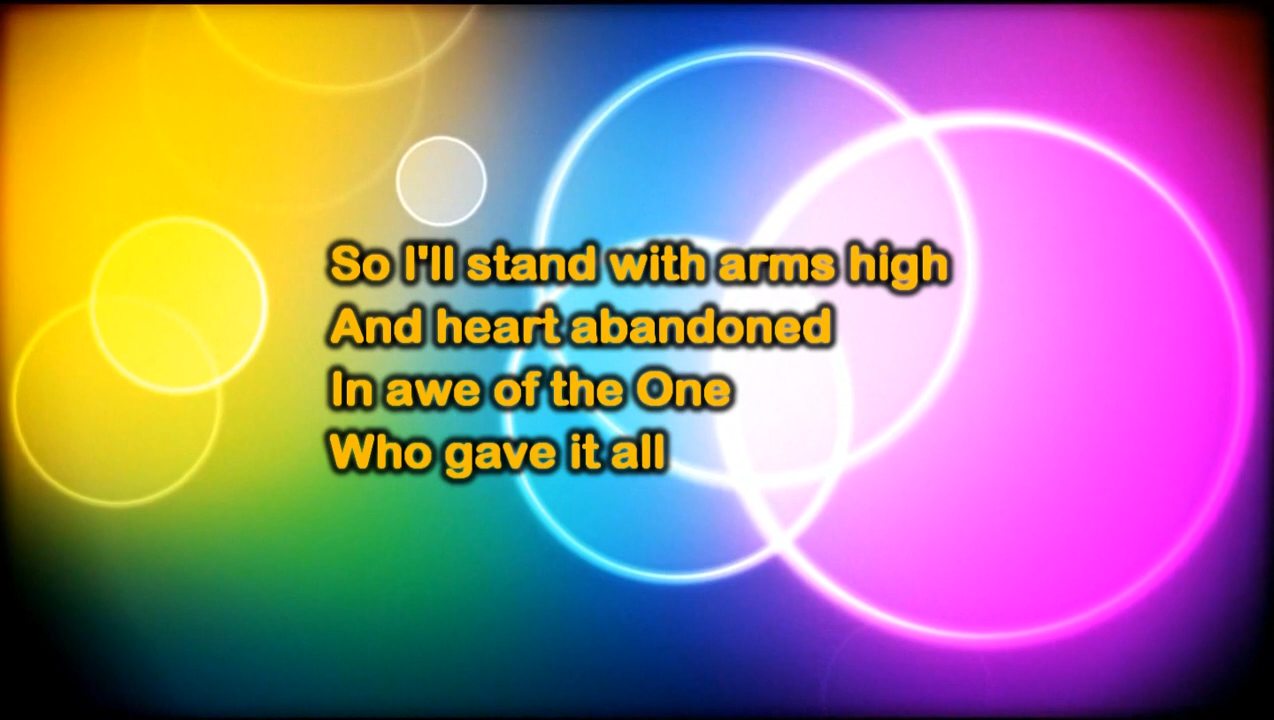 So I'll stand with arms high
And heart abandoned
In awe of the One
Who gave it all